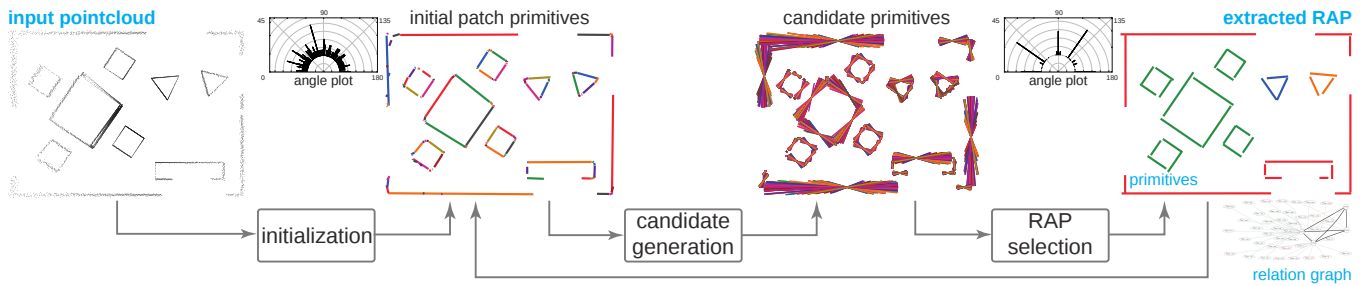 input pointcloud
45
90
135
0
180
angle plot
initial patch primitives
candidate primitives
45
90
135
0
180
angle plot
extracted RAP
primitives
initialization
candidate
generation
RAP
selection
relation graph